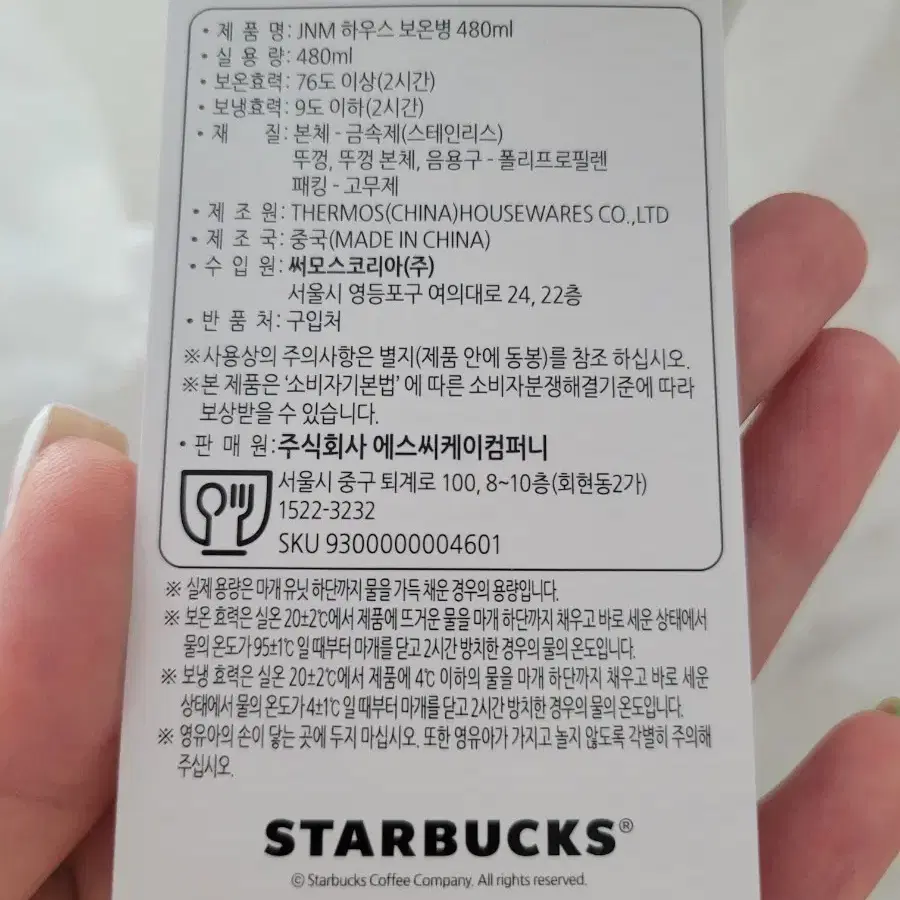 • 제 품 명: JNM 하우스 보온병 480ml
• 실 용 량: 480ml
• 보온효력: 76도 이상(2시간)
• 보냉효력: 9도 이하(2시간)
• 재 질: 본체 - 금속제(스테인리스)
뚜껑, 뚜껑 본체, 음용구 - 폴리프로필렌
패킹 - 고무제
• 제 조 원: THERMOS(CHINA)HOUSEWARES CO.,LTD
• 제 조 국: 중국(MADE IN CHINA)
• 수 입 원: 써모스코리아(주)
서울시 영등포구 여의대로 24, 22층
• 반 품 처: 구입처
※사용상의 주의사항은 별지(제품 안에 동봉)를 참조 하십시오.
※본 제품은 ‘소비자기본법’ 에 따른 소비자분쟁해결기준에 따라
보상받을 수 있습니다.
• 판 매 원: 주식회사 에스씨케이컴퍼니
서울시 중구 퇴계로 100, 8~10층(회현동2가)
1522-3232
SKU 9300000004601
※ 실제 용량은 마개 유닛 하단까지 물을 가득 채운 경우의 용량입니다.
※ 보온 효력은 실온 20±2℃에서 제품에 뜨거운 물을 마개 하단까지 채우고 바로 세운 상태에서
물의 온도가 95±1℃ 일 때부터 마개를 닫고 2시간 방치한 경우의 물의 온도입니다.
※ 보냉 효력은 실온 20±2℃에서 제품에 4℃ 이하의 물을 마개 하단까지 채우고 바로 세운
상태에서 물의 온도가 4±1℃ 일 때부터 마개를 닫고 2시간 방치한 경우의 물의 온도입니다.
※ 영유아의 손이 닿는 곳에 두지 마십시오. 또한 영유아가 가지고 놀지 않도록 각별히 주의해
주십시오.
STARBUCKS®
© Starbucks Coffee Company. All rights reserved.